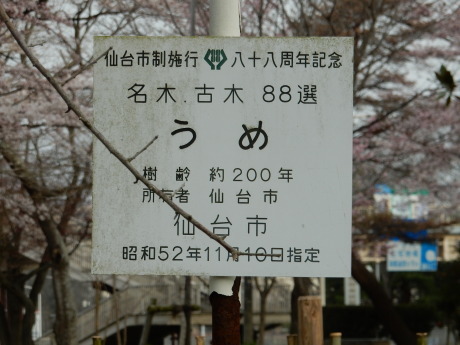 仙台市制施行 八十八周年記念
名木、古木 88選
うめ
樹齢 約200年
所有者 仙台市
仙台市
昭和52年11月10日指定